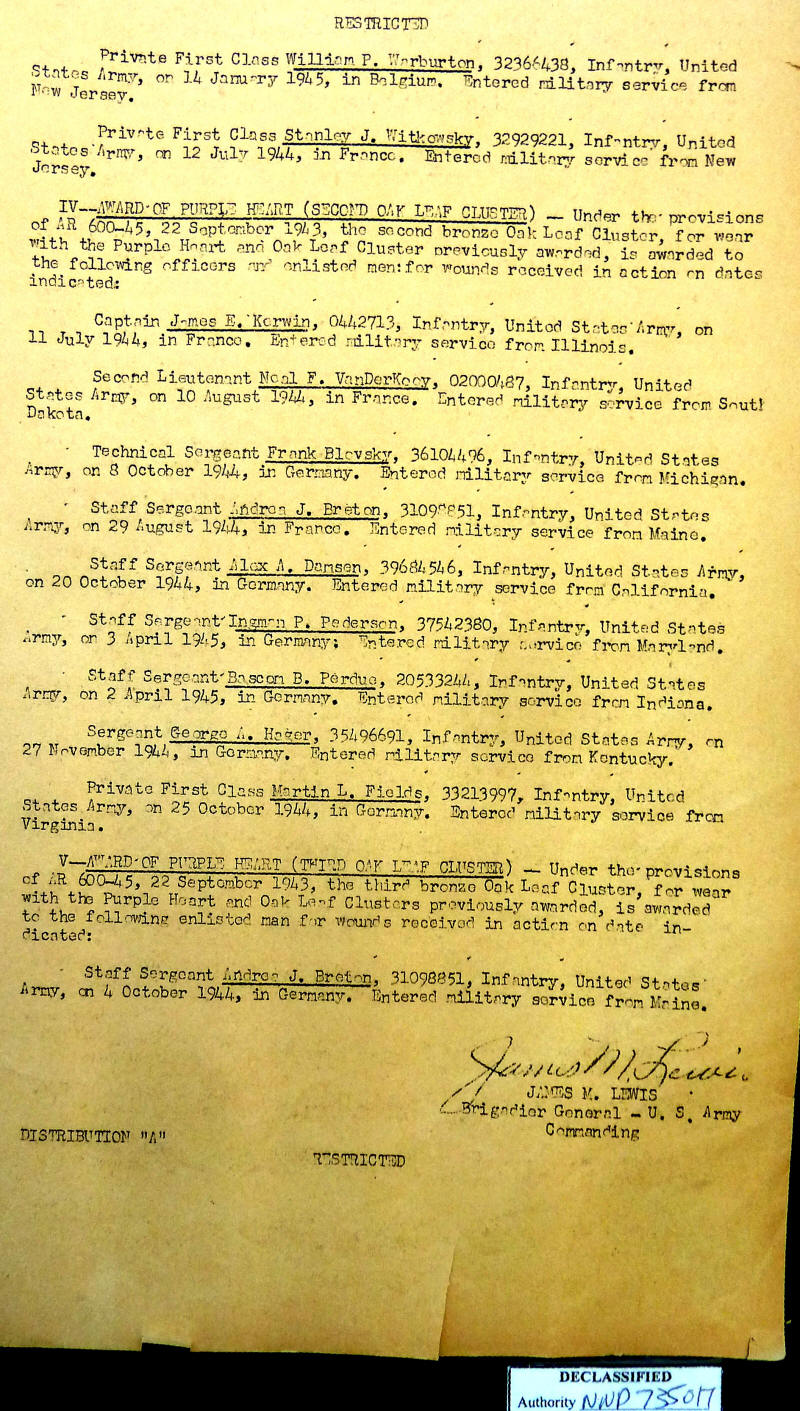 RESTRICTED
Private First Class William P. Warburton, 32366438, Infantry, United
States Army, on 14 January 1945, in Belgium. Entered military service from
New Jersey.
Private First Class Stanley J. Witkowsky, 32929221, Infantry, United
States Army, on 12 July 1944, in France. Entered military service from New
Jersey.
IV—AWARD OF PURPLE HEART (SECOND OAK LEAF CLUSTER) — Under the provisions
of AR 600-45, 22 September 1943, the second bronze Oak Leaf Cluster, for wear
with the Purple Heart and Oak Leaf Cluster previously awarded, is awarded to
the following officers and enlisted men for wounds received in action on dates
indicated:
Captain James E. Kerwin, 0442713, Infantry, United States Army, on
11 July 1944, in France. Entered military service from Illinois.
Second Lieutenant Neal F. VanDerKooy, 02000487, Infantry, United
States Army, on 10 August 1944, in France. Entered military service from South
Dakota.
Technical Sergeant Frank Blevsky, 36104496, Infantry, United States
Army, on 8 October 1944, in Germany. Entered military service from Michigan.
Staff Sergeant Andrea J. Breton, 31098851, Infantry, United States
Army, on 29 August 1944, in France. Entered military service from Maine.
Staff Sergeant Alex A. Dansen, 39684546, Infantry, United States Army,
on 20 October 1944, in Germany. Entered military service from California.
Staff Sergeant Ingman P. Pederson, 37542380, Infantry, United States
Army, on 3 April 1945, in Germany; Entered military service from Maryland.
Staff Sergeant Bascom B. Perdue, 20533244, Infantry, United States
Army, on 2 April 1945, in Germany. Entered military service from Indiana.
Sergeant George A. 35496691, Infantry, United States Army, on
27 November 1944, in Germany. Entered military service from Kentucky.
Private First Class Martin L. Fields, 33213997, Infantry, United
States Army, on 25 October 1944, in Germany. Entered military service from
Virginia.
V—AWARD OF PURPLE HEART (THIRD OAK LEAF CLUSTER) — Under the provisions
of AR 600-45, 22 September 1943, the third bronze Oak Leaf Cluster, for wear
with the Purple Heart and Oak Leaf Clusters previously awarded, is awarded
to the following enlisted man for wounds received in action on date in-
dicated:
Staff Sergeant Andrea J. Breton, 31098851, Infantry, United States
Army, on 4 October 1944, in Germany. Entered military service from Maine.
James M. Lewis
JAMES M. LEWIS
Brigadier General - U. S. Army
Commanding
DISTRIBUTION "A"
RESTRICTED
DECLASSIFIED
Authority NND 735017